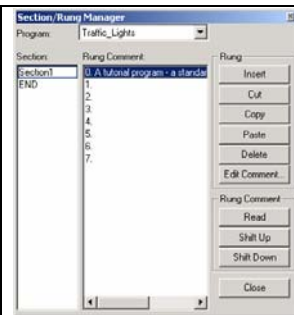 Section/Rung Manager
Program: Traffic_Lights
Section: Rung Comment: Rung
Section1
END
0. A tutorial program - a standar
1.
2.
3.
4.
5.
6.
7.
Insert
Cut
Copy
Paste
Delete
Edit Comment...
Rung Comment
Read
Shift Up
Shift Down
Close